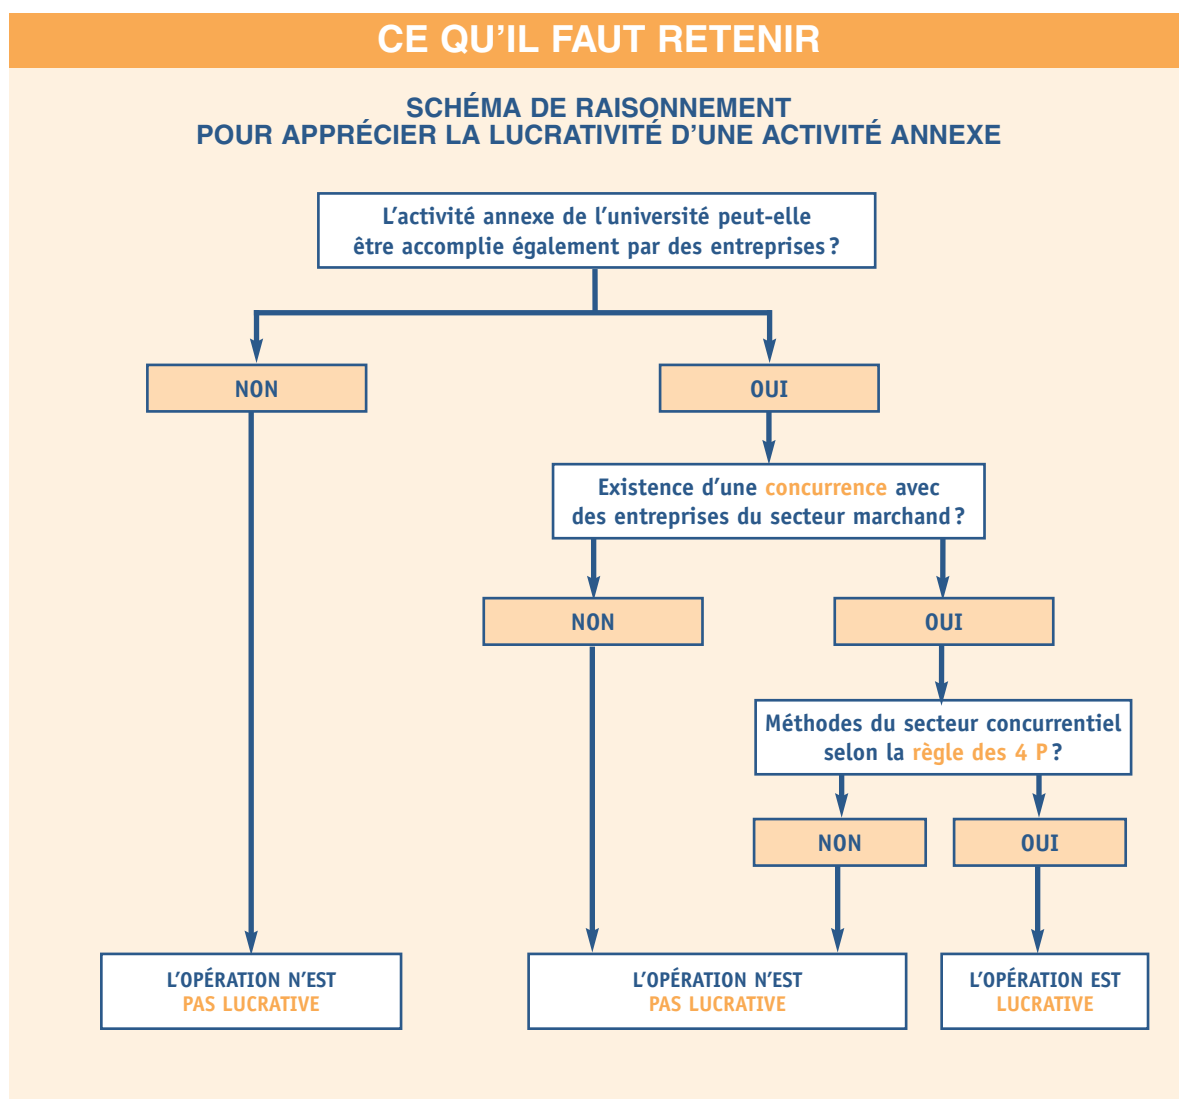 CE QU’IL FAUT RETENIR
SCHÉMA DE RAISONNEMENT
POUR APPRÉCIER LA LUCRATIVITÉ D’UNE ACTIVITÉ ANNEXE
L’activité annexe de l’université peut-elle
être accomplie également par des entreprises ?
NON
OUI
Existence d’une concurrence avec
des entreprises du secteur marchand ?
NON
OUI
Méthodes du secteur concurrentiel
selon la règle des 4 P ?
NON
OUI
L’OPÉRATION N’EST
PAS LUCRATIVE
L’OPÉRATION N’EST
PAS LUCRATIVE
L’OPÉRATION EST
LUCRATIVE